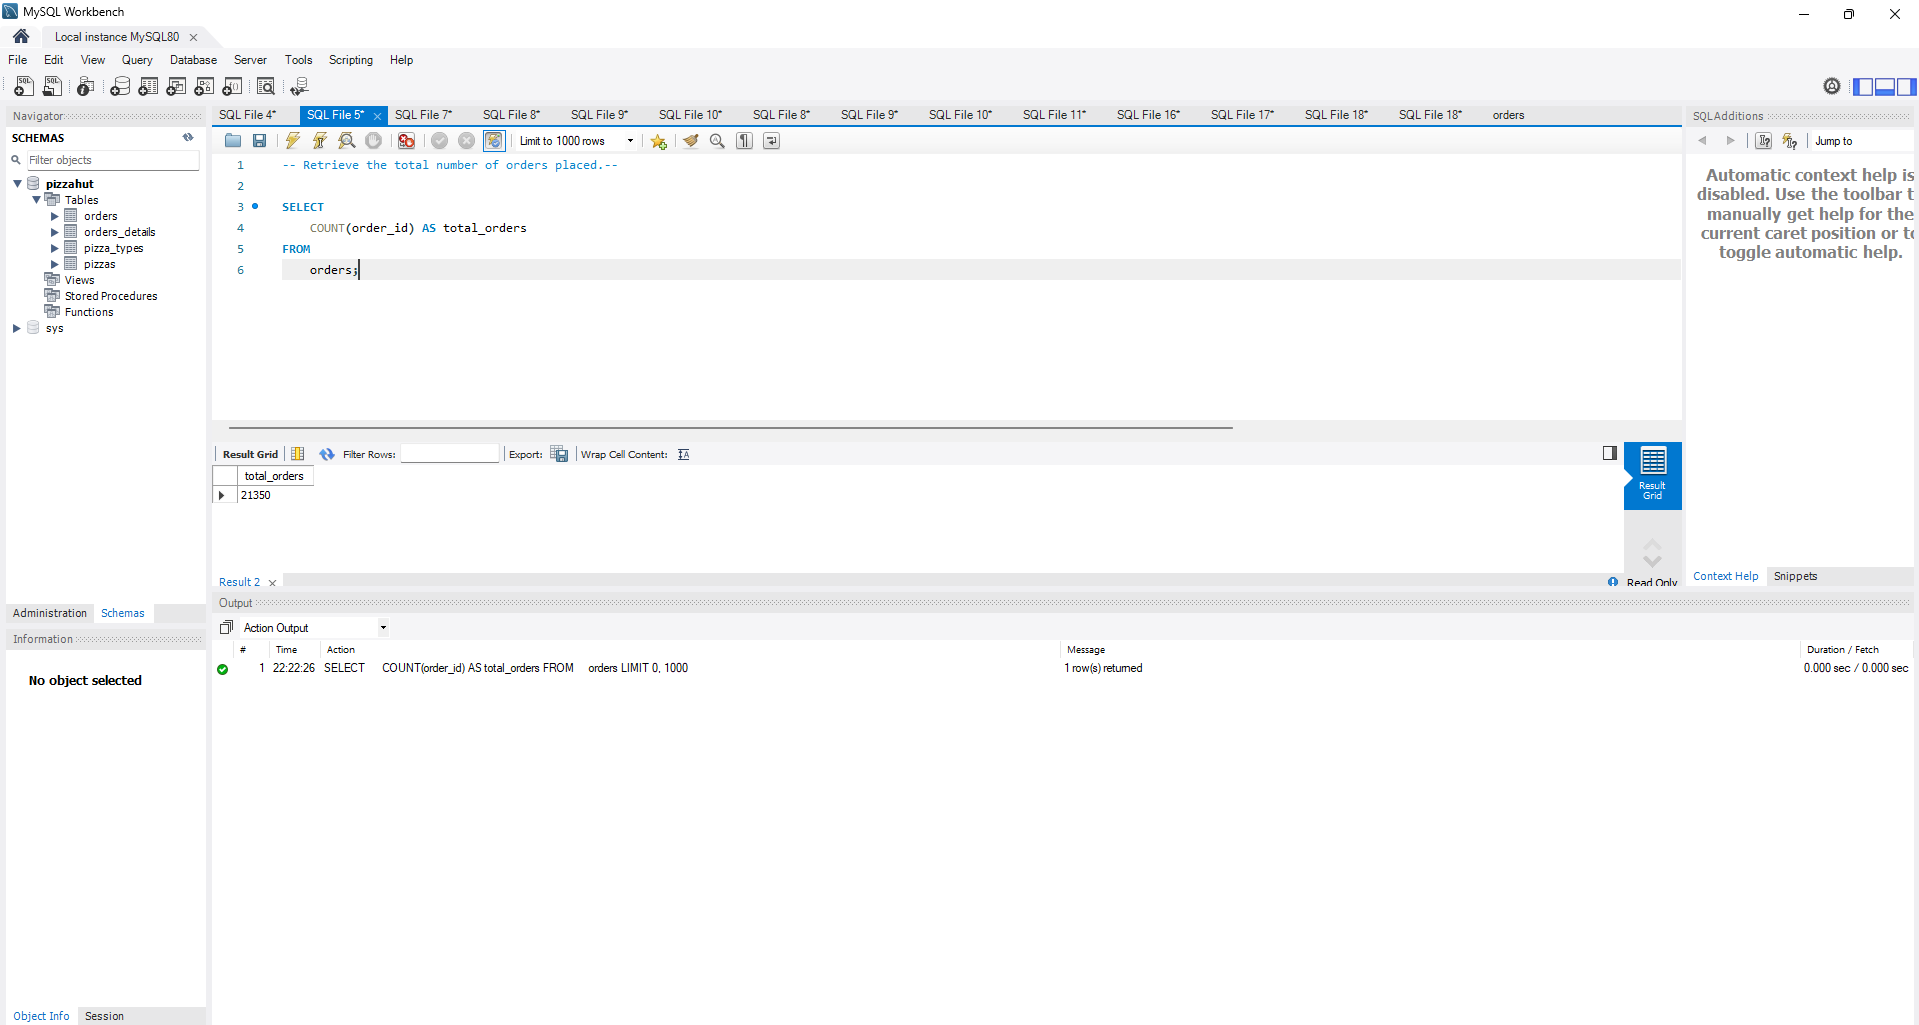 MySQL Workbench
Local instance MySQL80
File Edit View Query Database Server Tools Scripting Help
Navigator
SCHEMAS
Filter objects
pizzahut
Tables
orders
orders_details
pizza_types
pizzas
Views
Stored Procedures
Functions
sys
Administration Schemas
Information
No object selected
Object Info Session
SQL File 4* SQL File 5* SQL File 7* SQL File 8* SQL File 9* SQL File 10* SQL File 8* SQL File 9* SQL File 10* SQL File 11* SQL File 16* SQL File 17* SQL File 18* SQL File 18* orders
Limit to 1000 rows
1 -- Retrieve the total number of orders placed.--
2
3 SELECT
4 COUNT(order_id) AS total_orders
5 FROM
6 orders;
Result Grid Filter Rows: Export: Wrap Cell Content:
total_orders
21350
Result Grid
Result 2
Read Only
SQLAdditions
Jump to
Automatic context help is
disabled. Use the toolbar t
manually get help for the
current caret position or to
toggle automatic help.
Context Help Snippets
Output
Action Output
# Time Action Message Duration / Fetch
1 22:22:26 SELECT COUNT(order_id) AS total_orders FROM orders LIMIT 0, 1000 1 row(s) returned 0.000 sec / 0.000 sec